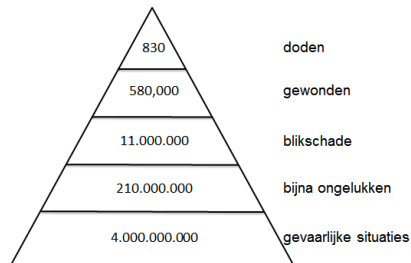 830 doden
580,000 gewonden
11.000.000 blikschade
210.000.000 bijna ongelukken
4.000.000.000 gevaarlijke situaties